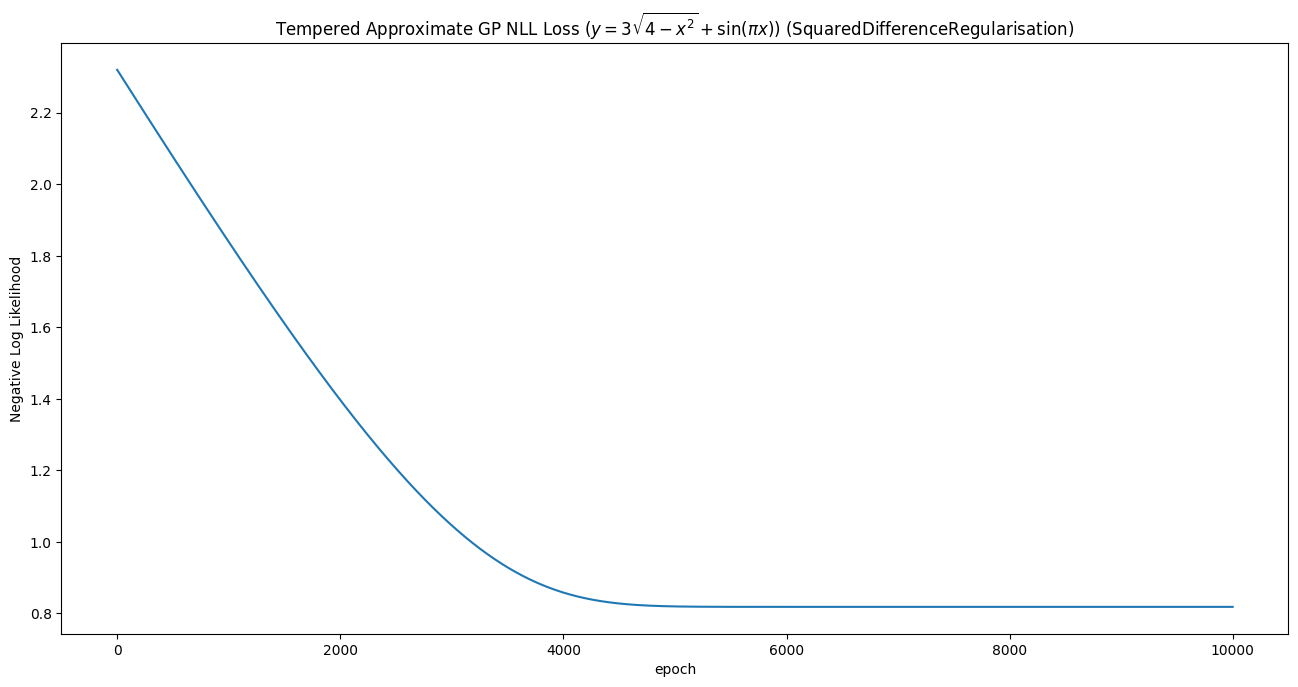 Tempered Approximate GP NLL Loss (y = 3√4 − x² + sin(πx)) (SquaredDifferenceRegularisation)
Negative Log Likelihood
2.2
2.0
1.8
1.6
1.4
1.2
1.0
0.8
0 2000 4000 6000 8000 10000
epoch